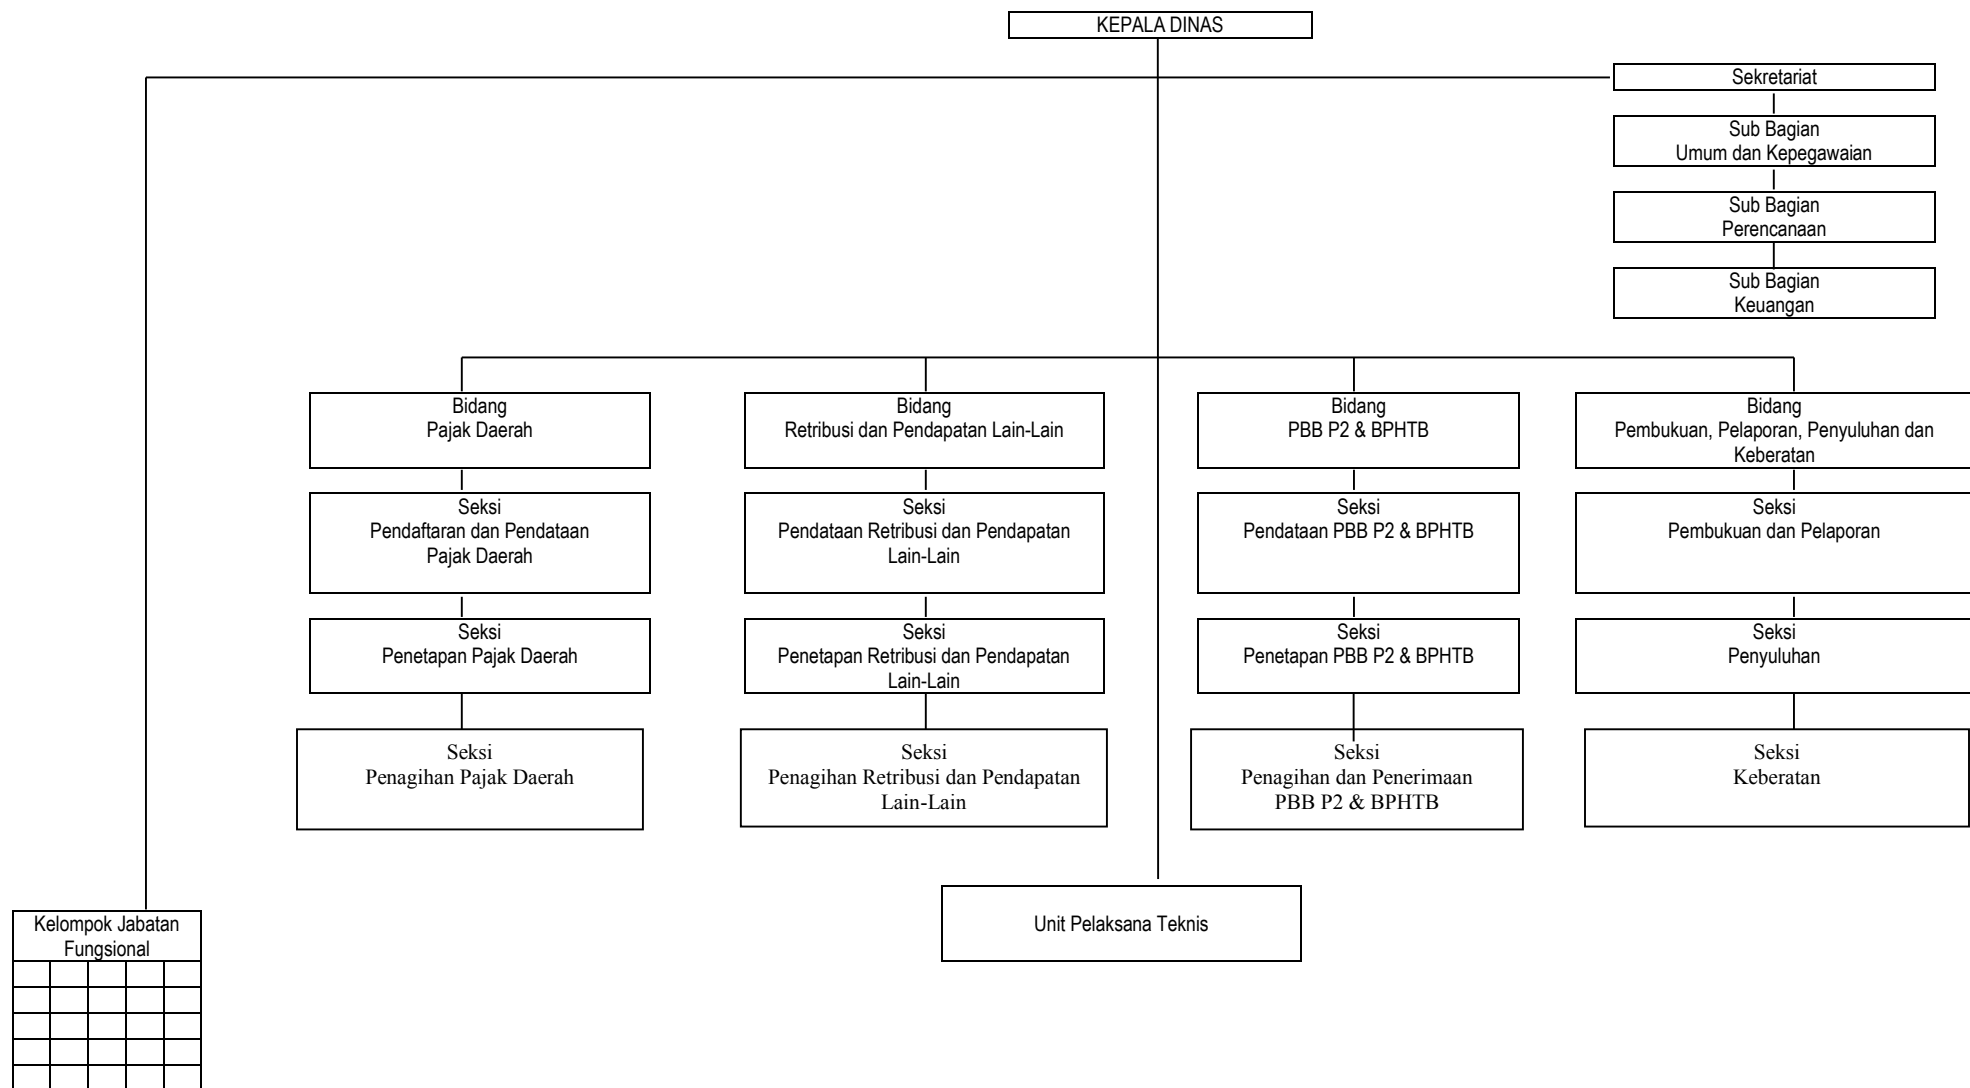 KEPALA DINAS
Sekretariat
Sub Bagian
Umum dan Kepegawaian
Sub Bagian
Perencanaan
Sub Bagian
Keuangan
Bidang
Pajak Daerah
Bidang
Retribusi dan Pendapatan Lain-Lain
Bidang
PBB P2 & BPHTB
Bidang
Pembukuan, Pelaporan, Penyuluhan dan
Keberatan
Seksi
Pendaftaran dan Pendataan
Pajak Daerah
Seksi
Pendataan Retribusi dan Pendapatan
Lain-Lain
Seksi
Pendataan PBB P2 & BPHTB
Seksi
Pembukuan dan Pelaporan
Seksi
Penetapan Pajak Daerah
Seksi
Penetapan Retribusi dan Pendapatan
Lain-Lain
Seksi
Penetapan PBB P2 & BPHTB
Seksi
Penyuluhan
Seksi
Penagihan Pajak Daerah
Seksi
Penagihan Retribusi dan Pendapatan
Lain-Lain
Seksi
Penagihan dan Penerimaan
PBB P2 & BPHTB
Seksi
Keberatan
Unit Pelaksana Teknis
Kelompok Jabatan
Fungsional